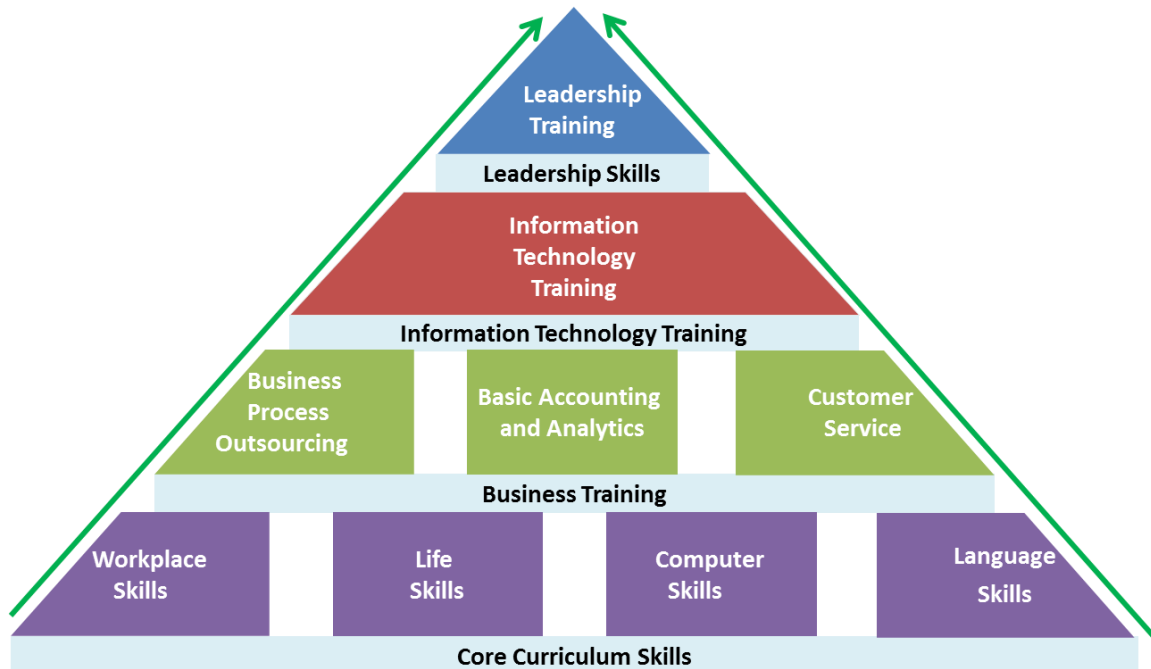 Leadership
Training
Leadership Skills
Information
Technology
Training
Information Technology Training
Business
Process
Outsourcing
Basic Accounting
and Analytics
Customer
Service
Business Training
Workplace
Skills
Life
Skills
Computer
Skills
Language
Skills
Core Curriculum Skills